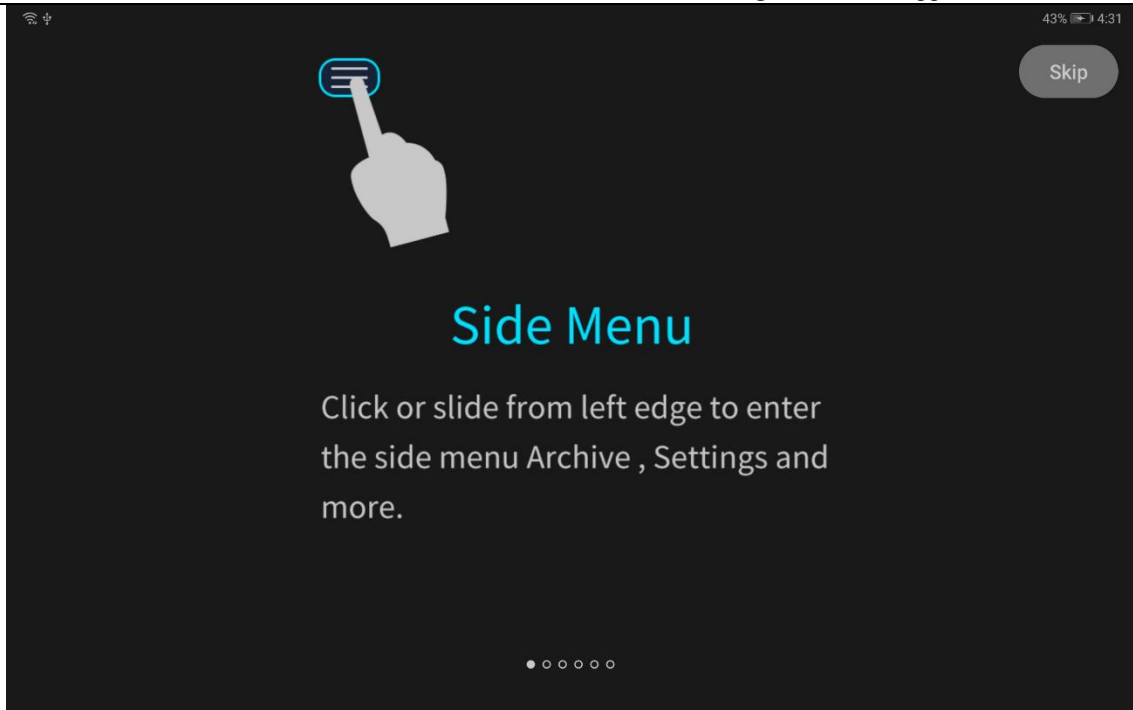 43% 4:31
Skip
Side Menu
Click or slide from left edge to enter
the side menu Archive , Settings and
more.